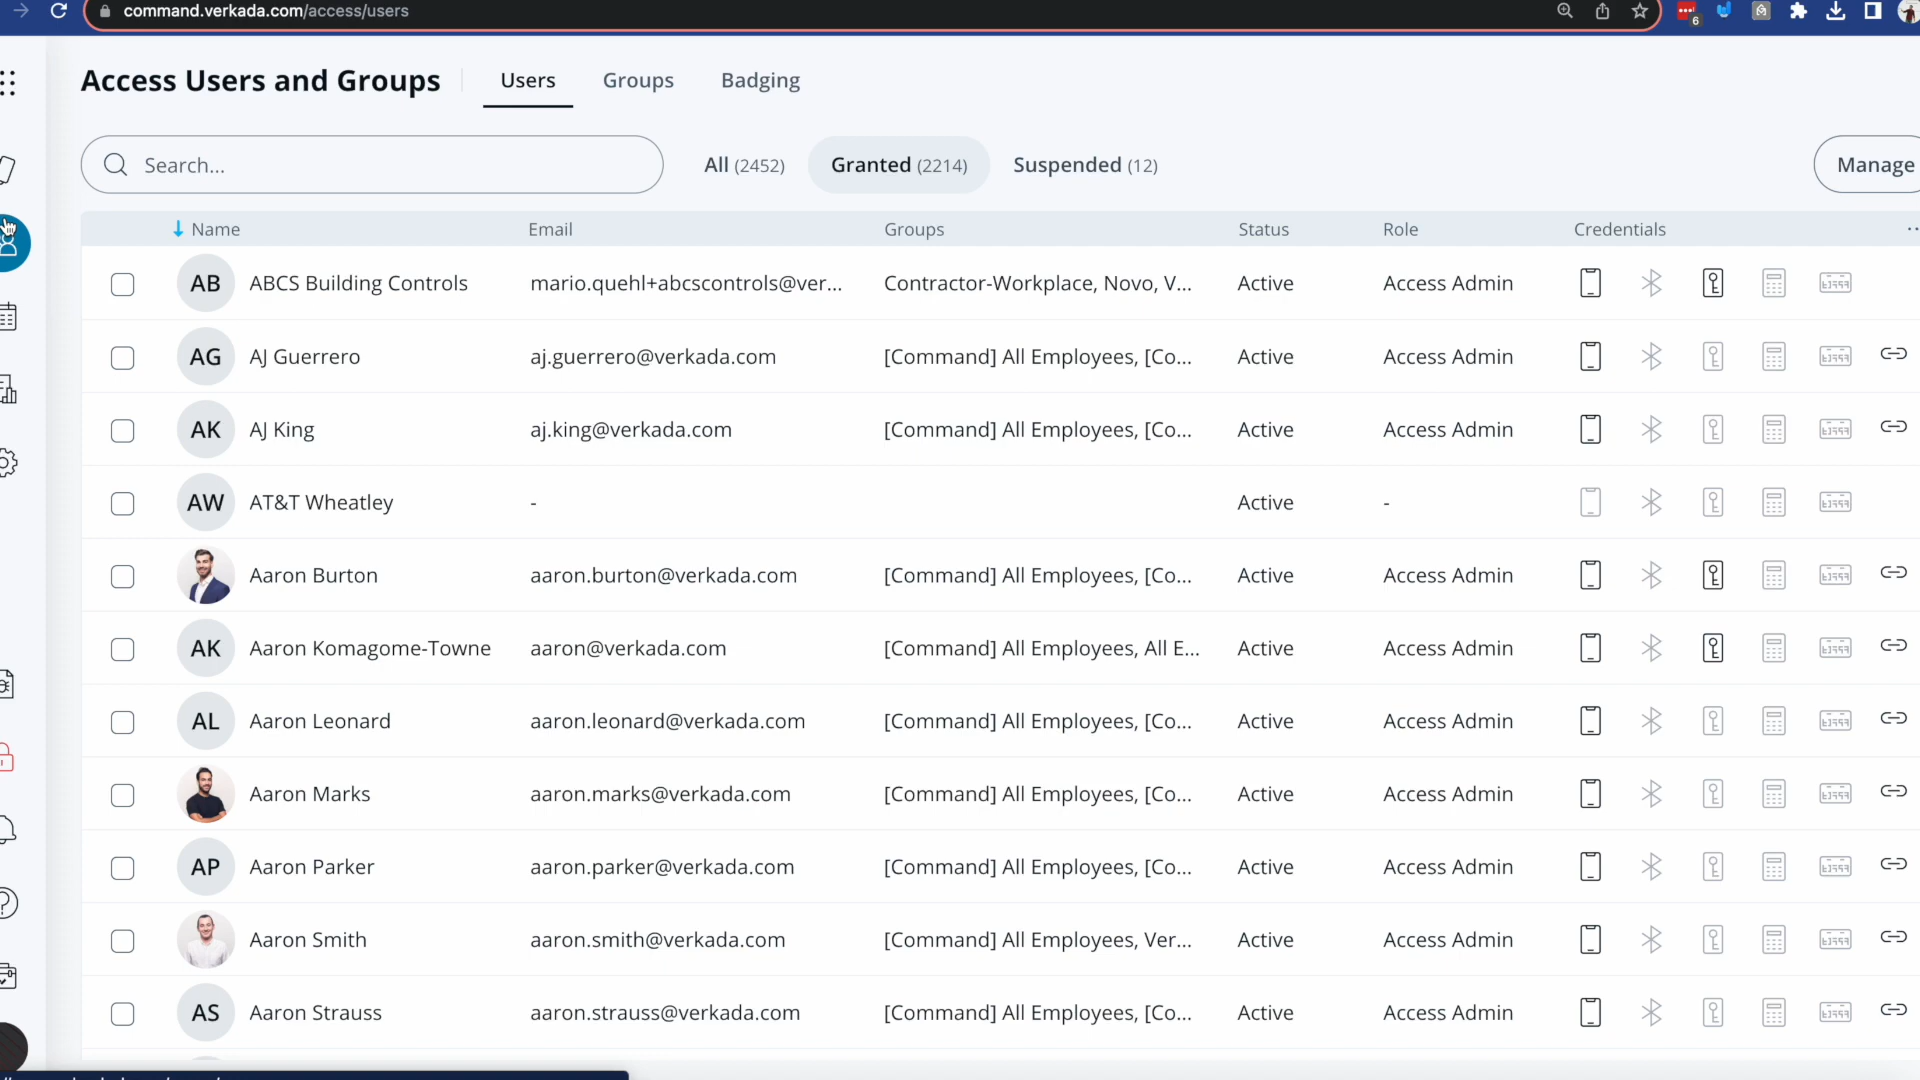 command.verkada.com/access/users
6
Access Users and Groups Users Groups Badging
Search... All (2452) Granted (2214) Suspended (12) Manage
Name Email Groups Status Role Credentials
AB ABCS Building Controls mario.quehl+abcscontrols@ver... Contractor-Workplace, Novo, V... Active Access Admin
AG AJ Guerrero aj.guerrero@verkada.com [Command] All Employees, [Co... Active Access Admin
AK AJ King aj.king@verkada.com [Command] All Employees, [Co... Active Access Admin
AW AT&T Wheatley - Active -
Aaron Burton aaron.burton@verkada.com [Command] All Employees, [Co... Active Access Admin
AK Aaron Komagome-Towne aaron@verkada.com [Command] All Employees, All E... Active Access Admin
AL Aaron Leonard aaron.leonard@verkada.com [Command] All Employees, [Co... Active Access Admin
Aaron Marks aaron.marks@verkada.com [Command] All Employees, [Co... Active Access Admin
AP Aaron Parker aaron.parker@verkada.com [Command] All Employees, [Co... Active Access Admin
Aaron Smith aaron.smith@verkada.com [Command] All Employees, Ver... Active Access Admin
AS Aaron Strauss aaron.strauss@verkada.com [Command] All Employees, [Co... Active Access Admin